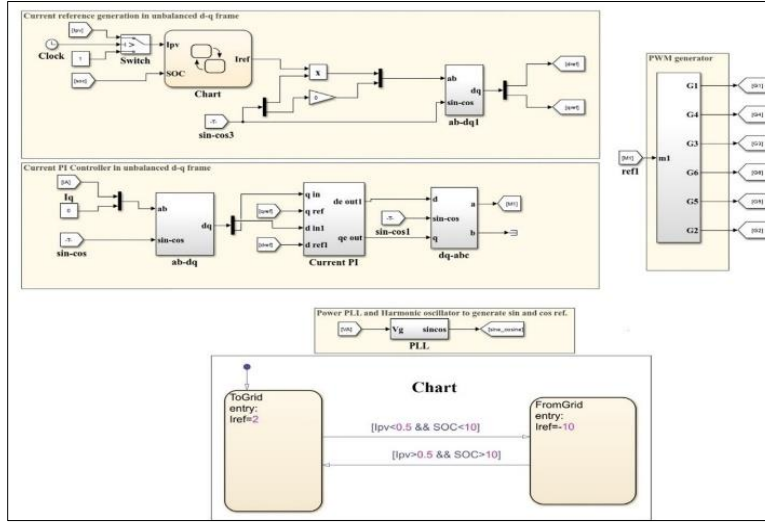 Current reference generation in unbalanced d-q frame
[Ipv]
Clock
1
Switch
Ipv
SOC
Iref
Chart
x
0
-T-
sin-cos3
ab
dq
sin-cos
ab-dq1
[dref]
[qref]
Current PI Controller in unbalanced d-q frame
[IA]
Iq
0
-T-
sin-cos
ab
dq
sin-cos
ab-dq
q in
q ref
d in1
d ref1
de out1
qe out
Current PI
[qref]
[dref]
-T-
sin-cos1
d
sin-cos
q
a
b
dq-abc
[M1]
PWM generator
[M1]
ref1
m1
G1
G4
G3
G6
G5
G2
[G1]
[G4]
[G3]
[G6]
[G5]
[G2]
Power PLL and Harmonic oscillator to generate sin and cos ref.
[VA]
Vg
sincos
PLL
[sine_cosine]
Chart
ToGrid
entry:
Iref=2
FromGrid
entry:
Iref=-10
[Ipv<0.5 && SOC<10]
[Ipv>0.5 && SOC>10]